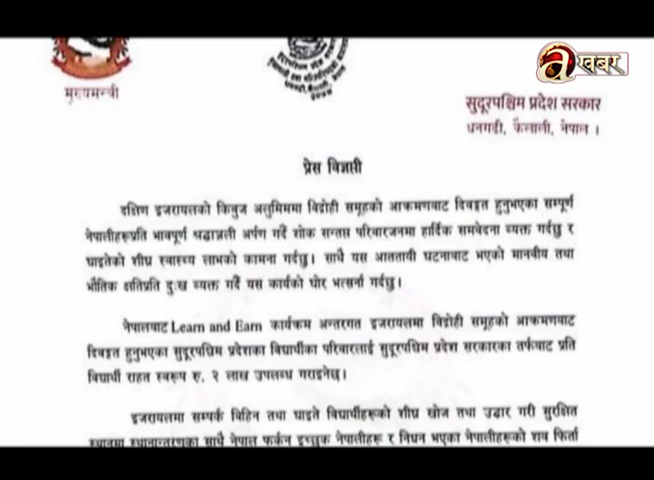 a खबर
मुख्यमन्त्री
सुदूरपश्चिम प्रदेश सरकार
धनगढी, कैलाली, नेपाल ।
प्रेस विज्ञप्ती
दक्षिण इजरायलको किबुज अलुमिममा विद्रोही समूहको आक्रमणबाट दिवङ्गत हुनुभएका सम्पूर्ण
नेपालीहरूप्रति भावपूर्ण श्रद्धाञ्जली अर्पण गर्दै शोक सन्तप्त परिवारजनमा हार्दिक समवेदना व्यक्त गर्दछु र
घाइतेको शीघ्र स्वास्थ्य लाभको कामना गर्दछु । साथै यस आततायी घटनाबाट भएको मानवीय तथा
भौतिक क्षतिप्रति दुःख व्यक्त गर्दै यस कार्यको घोर भर्त्सना गर्दछु ।
नेपालबाट Learn and Earn कार्यक्रम अन्तरगत इजरायलमा विद्रोही समूहको आक्रमणबाट
दिवङ्गत हुनुभएका सुदूरपश्चिम प्रदेशका विद्यार्थीका परिवारलाई सुदूरपश्चिम प्रदेश सरकारका तर्फबाट प्रति
विद्यार्थी राहत स्वरूप रु. २ लाख उपलब्ध गराइनेछ ।
इजरायलमा सम्पर्क बिहिन तथा घाइते विद्यार्थीहरूको शीघ्र खोज तथा उद्धार गरी सुरक्षित
स्थानमा स्थानान्तरणका साथै नेपाल फर्कन इच्छुक नेपालीहरू र निधन भएका नेपालीहरूको शव फिर्ता